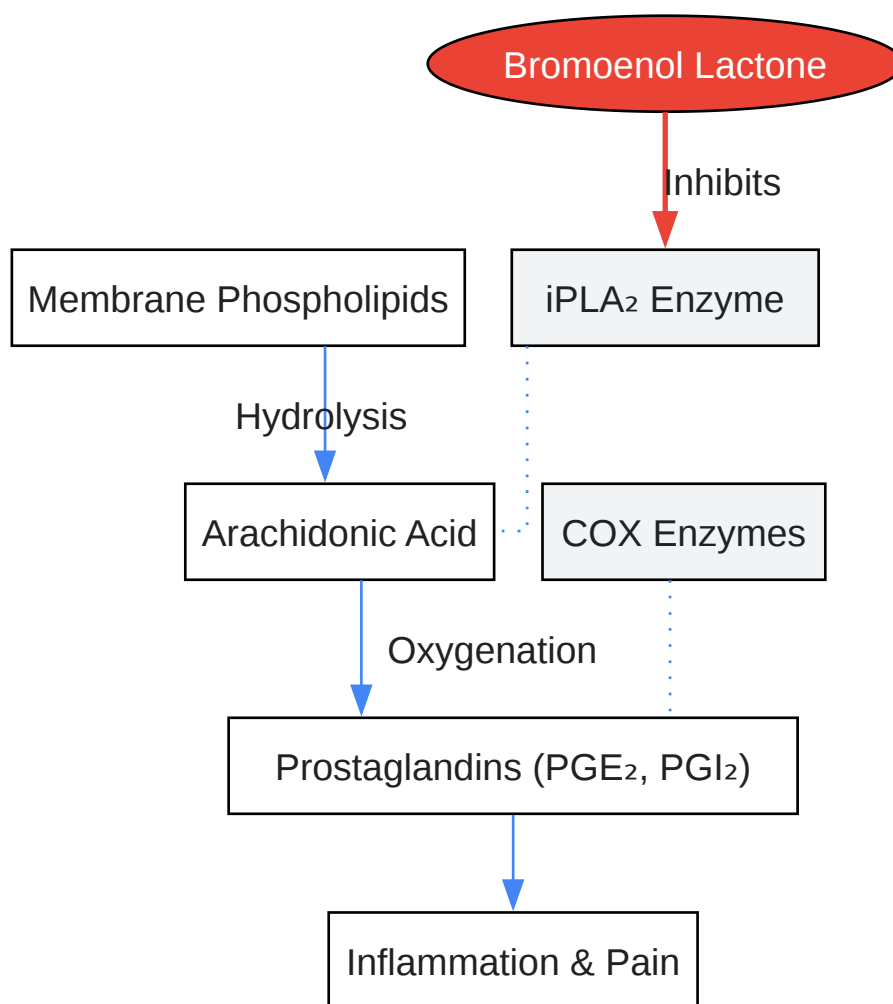 Bromoenol Lactone
Inhibits
Membrane Phospholipids
iPLA₂ Enzyme
Hydrolysis
Arachidonic Acid
COX Enzymes
Oxygenation
Prostaglandins (PGE₂, PGI₂)
Inflammation & Pain